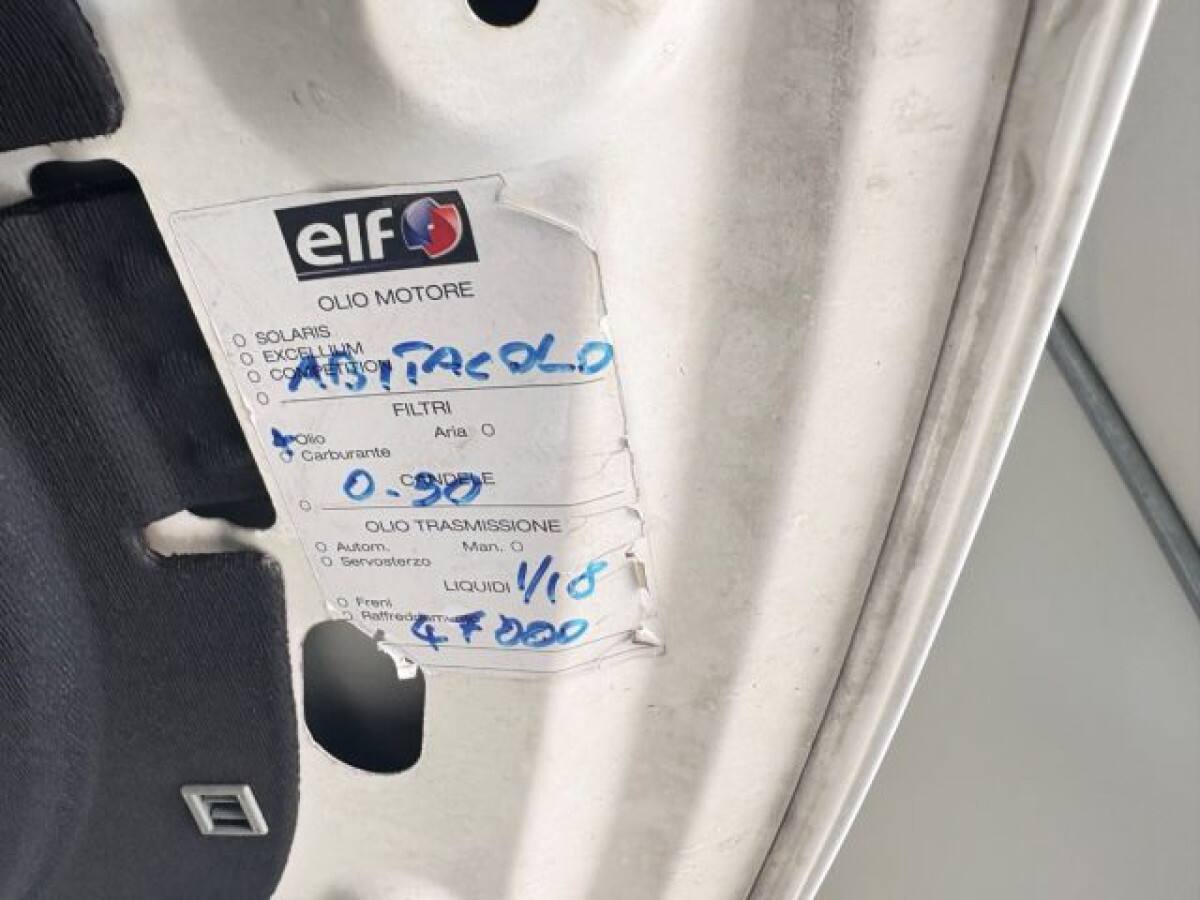 elf
OLIO MOTORE
SOLARIS
EXCELLIUM
COMPETITION
ABITACOLO
FILTRI
Olio Aria
Carburante
CANDELE
0-30
OLIO TRASMISSIONE
Autom. Man.
Servosterzo
LIQUIDI 1/18
Freni
47000